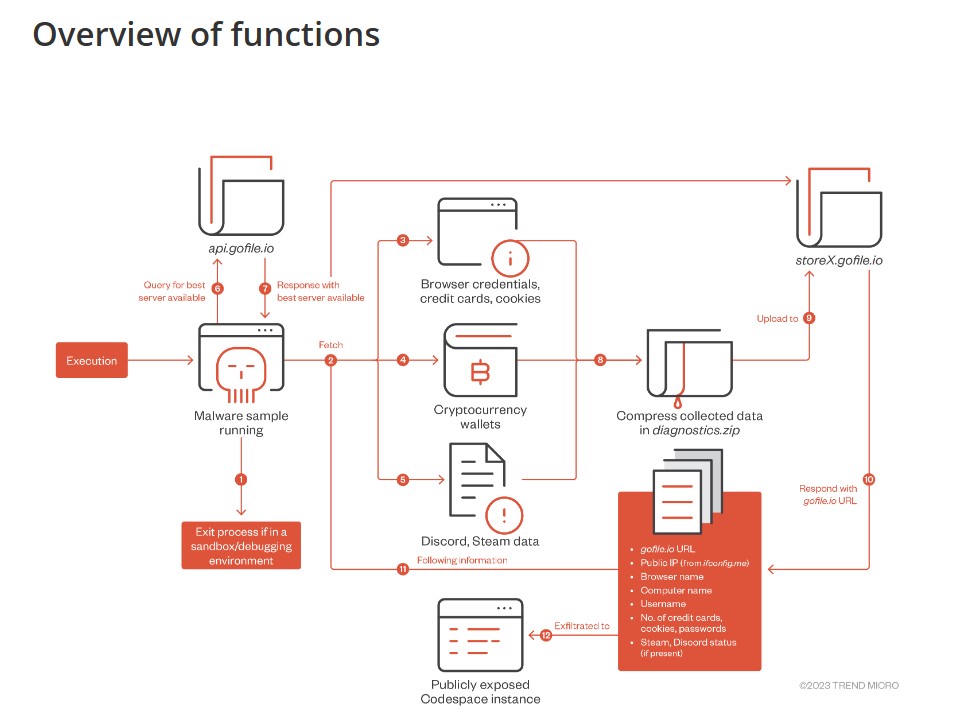 Overview of functions
api.gofile.io
storeX.gofile.io
3
Browser credentials,
credit cards, cookies
Query for best
server available
6
7
Response with
best server available
Upload to
9
Fetch
Execution
2
4
8
Malware sample
running
Cryptocurrency
wallets
Compress collected data
in diagnostics.zip
1
5
10
Respond with
gofile.io URL
Exit process if in a
sandbox/debugging
environment
Discord, Steam data
11
Following information
• gofile.io URL
• Public IP (from ifconfig.me)
• Browser name
• Computer name
• Username
• No. of credit cards,
cookies, passwords
• Steam, Discord status
(if present)
12
Exfiltrated to
Publicly exposed
Codespace instance
©2023 TREND MICRO